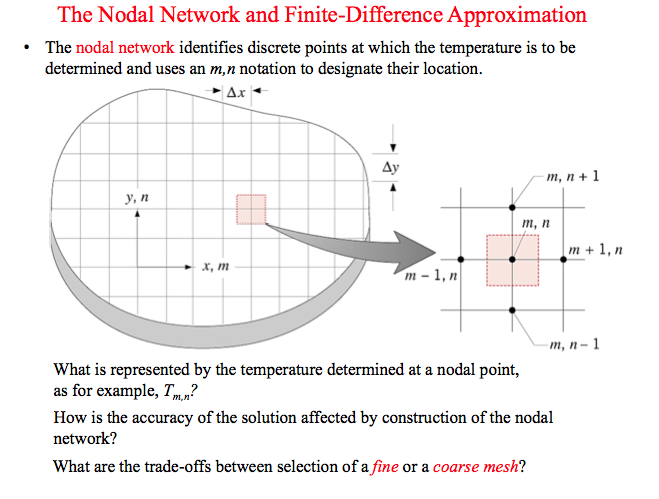 The Nodal Network and Finite-Difference Approximation
• The nodal network identifies discrete points at which the temperature is to be
determined and uses an m,n notation to designate their location.
Δx
Δy
m, n + 1
y, n
m, n
m + 1, n
x, m
m − 1, n
m, n − 1
What is represented by the temperature determined at a nodal point,
as for example, Tm,n?
How is the accuracy of the solution affected by construction of the nodal
network?
What are the trade-offs between selection of a fine or a coarse mesh?